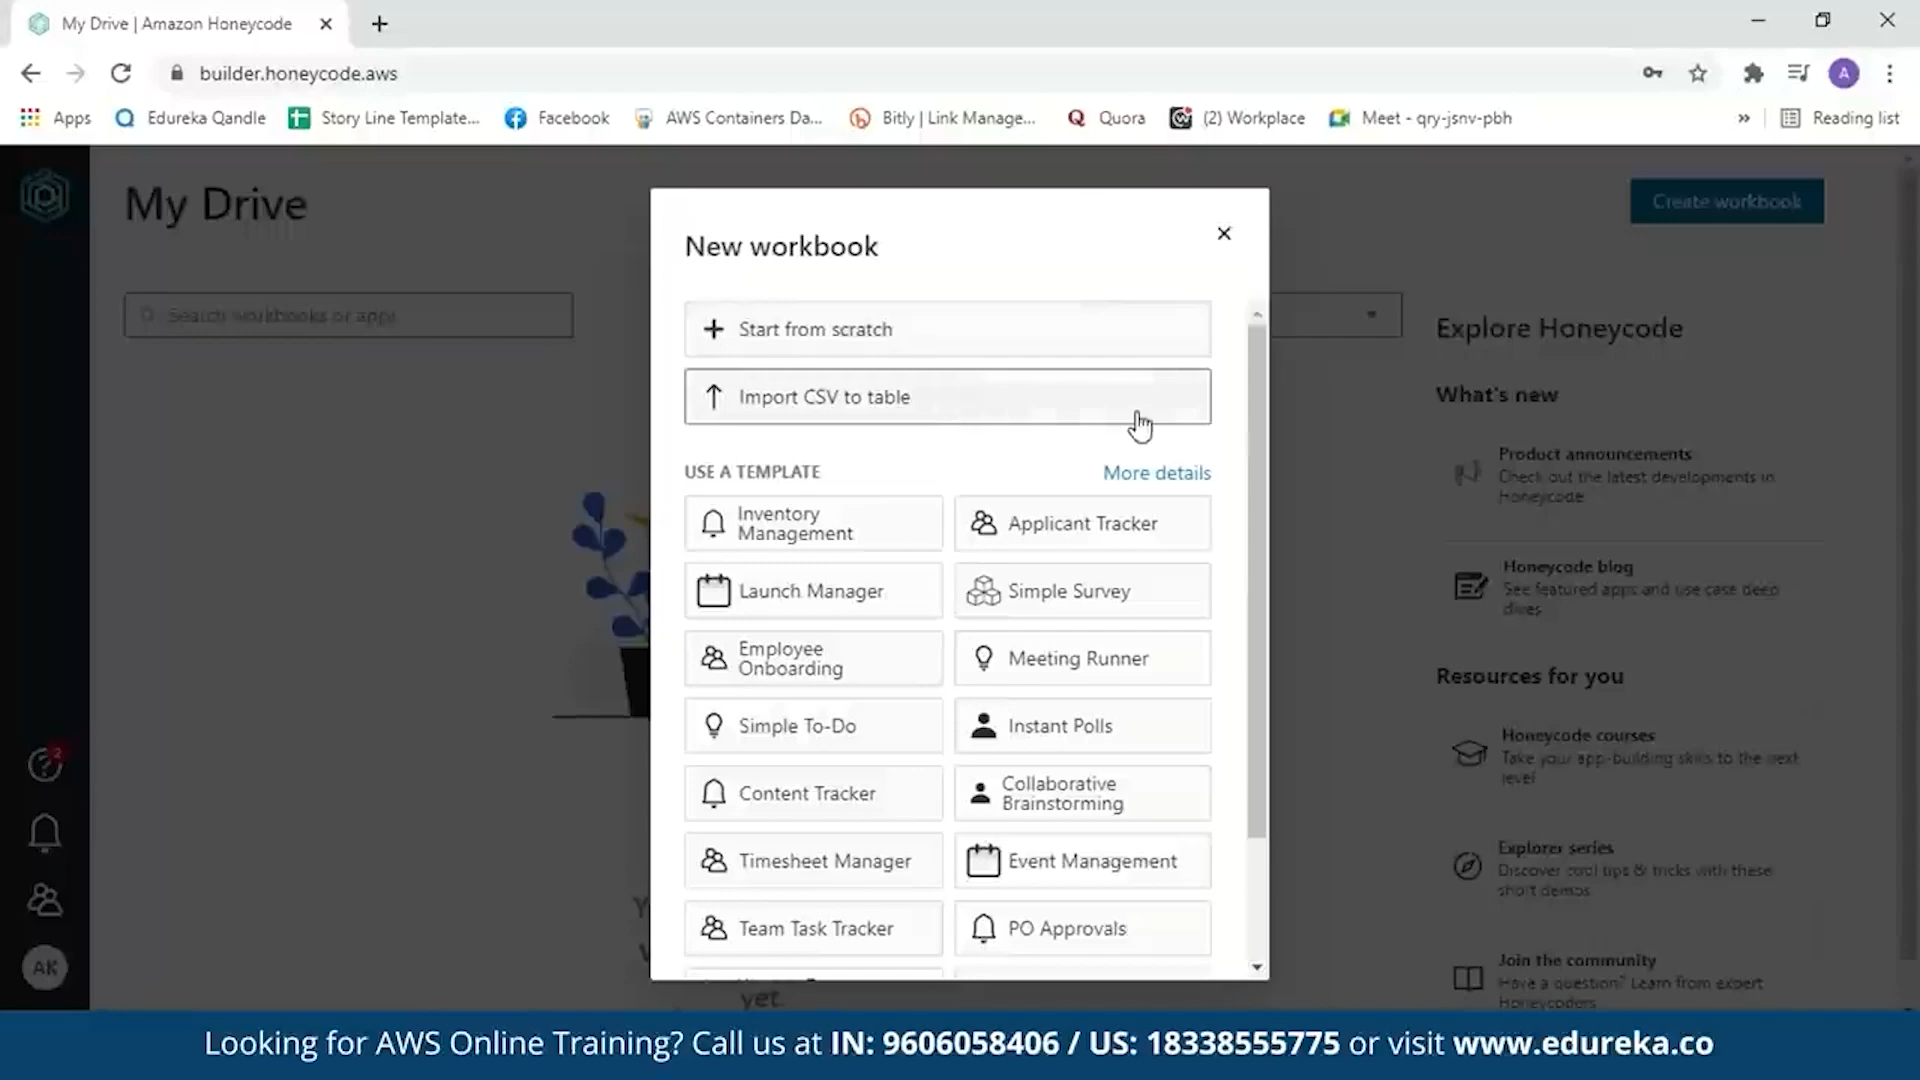 My Drive | Amazon Honeycode
builder.honeycode.aws
A
Apps
Edureka Qandle
Story Line Template...
Facebook
AWS Containers Da...
Bitly | Link Manage...
Quora
(2) Workplace
Meet - qry-jsnv-pbh
»
Reading list
My Drive
Create workbook
Search workbooks or apps
New workbook
Start from scratch
Import CSV to table
USE A TEMPLATE
More details
Inventory
Management
Applicant Tracker
Launch Manager
Simple Survey
Employee
Onboarding
Meeting Runner
Simple To-Do
Instant Polls
Content Tracker
Collaborative
Brainstorming
Timesheet Manager
Event Management
Team Task Tracker
PO Approvals
yet.
Explore Honeycode
What's new
Product announcements
Check out the latest developments in
Honeycode
Honeycode blog
See featured apps and use case deep
dives
Resources for you
Honeycode courses
Take your app-building skills to the next
level
Explorer series
Discover cool tips & tricks with these
short demos
Join the community
Have a question? Learn from expert
Honeycoders
2
AK
Looking for AWS Online Training? Call us at IN: 9606058406 / US: 18338555775 or visit www.edureka.co